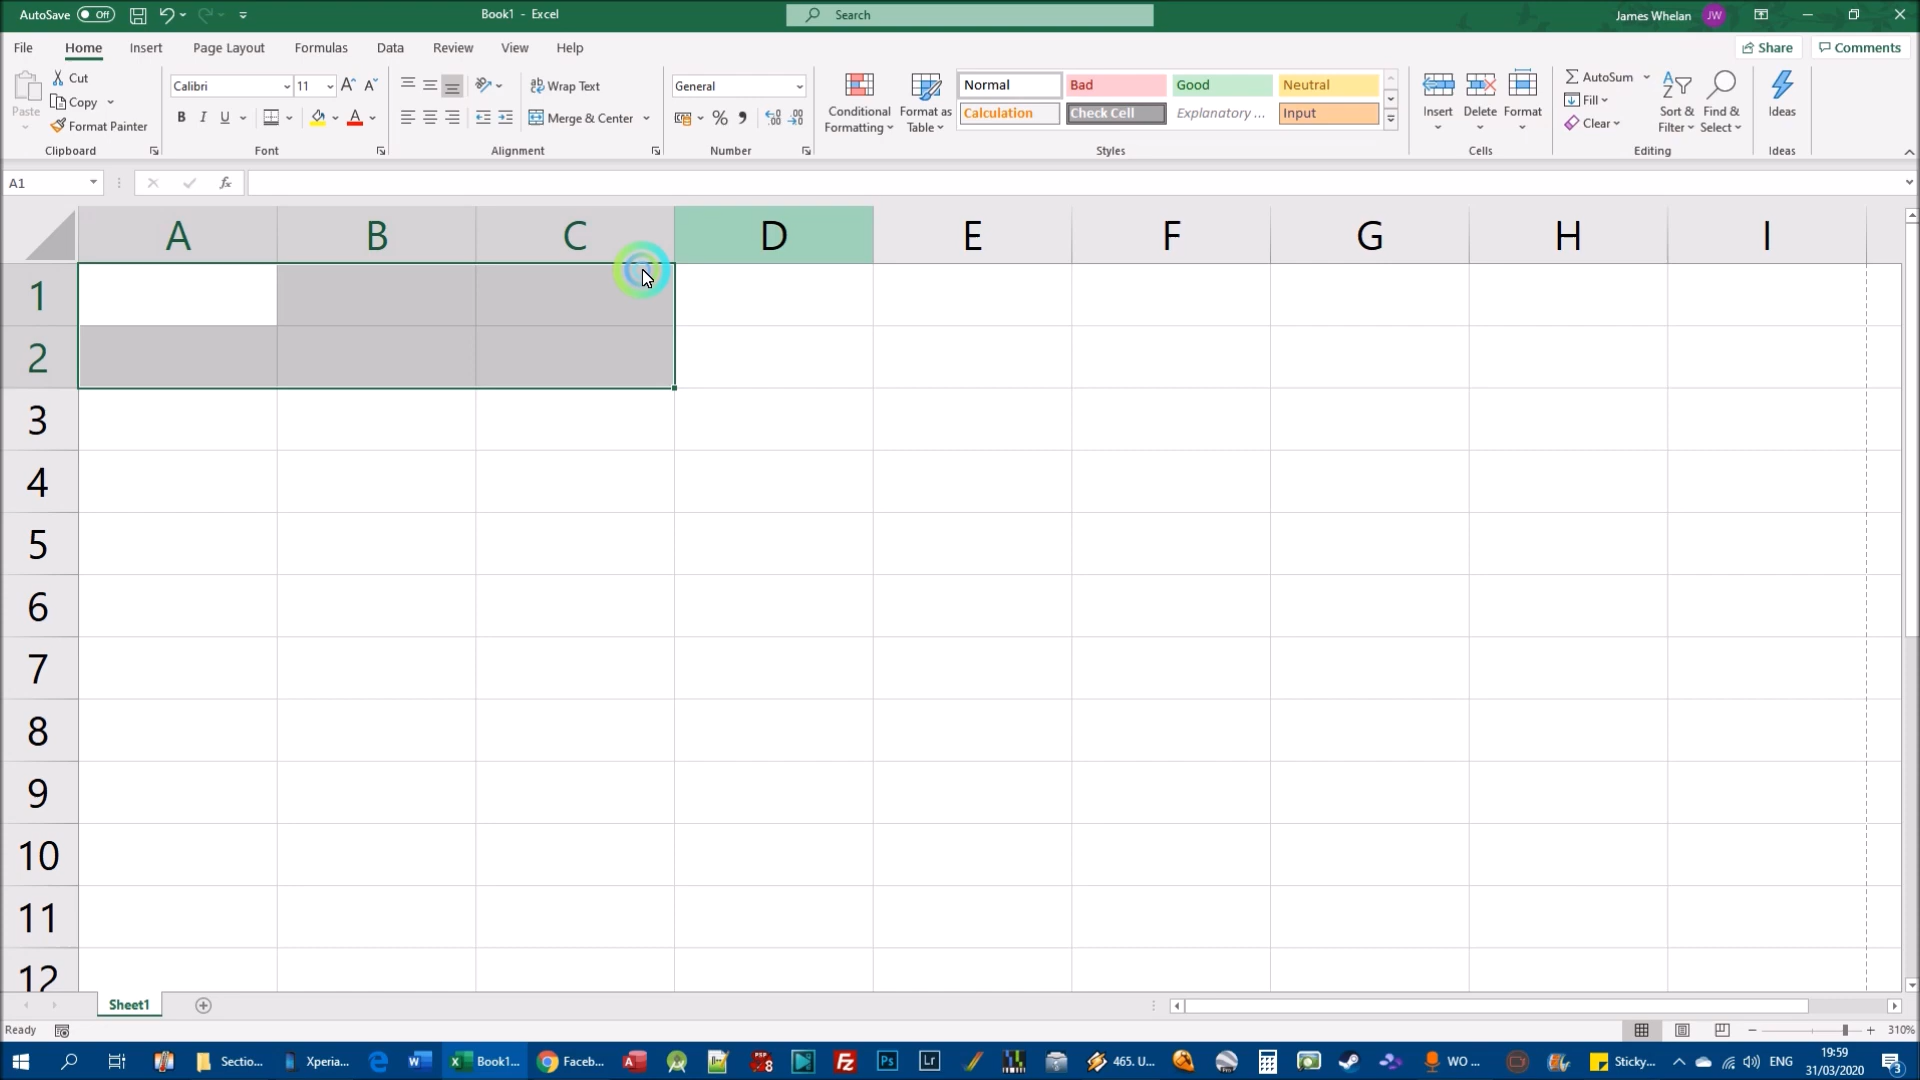 AutoSave Off
Book1 - Excel
Search
James Whelan JW
File Home Insert Page Layout Formulas Data Review View Help
Share Comments
Paste
Cut
Copy
Format Painter
Clipboard
Calibri 11
B I U
Font
Wrap Text
Merge & Center
Alignment
General
Number
Conditional Formatting
Format as Table
Normal Bad Good Neutral
Calculation Check Cell Explanatory ... Input
Styles
Insert Delete Format
Cells
AutoSum
Fill
Clear
Sort & Filter
Find & Select
Editing
Ideas
Ideas
A1
fx
A B C D E F G H I
1
2
3
4
5
6
7
8
9
10
11
12
Sheet1
Ready
310%
Sectio...
Xperia...
Book1...
Faceb...
465. U...
WO ...
Sticky...
ENG
19:59
31/03/2020
3